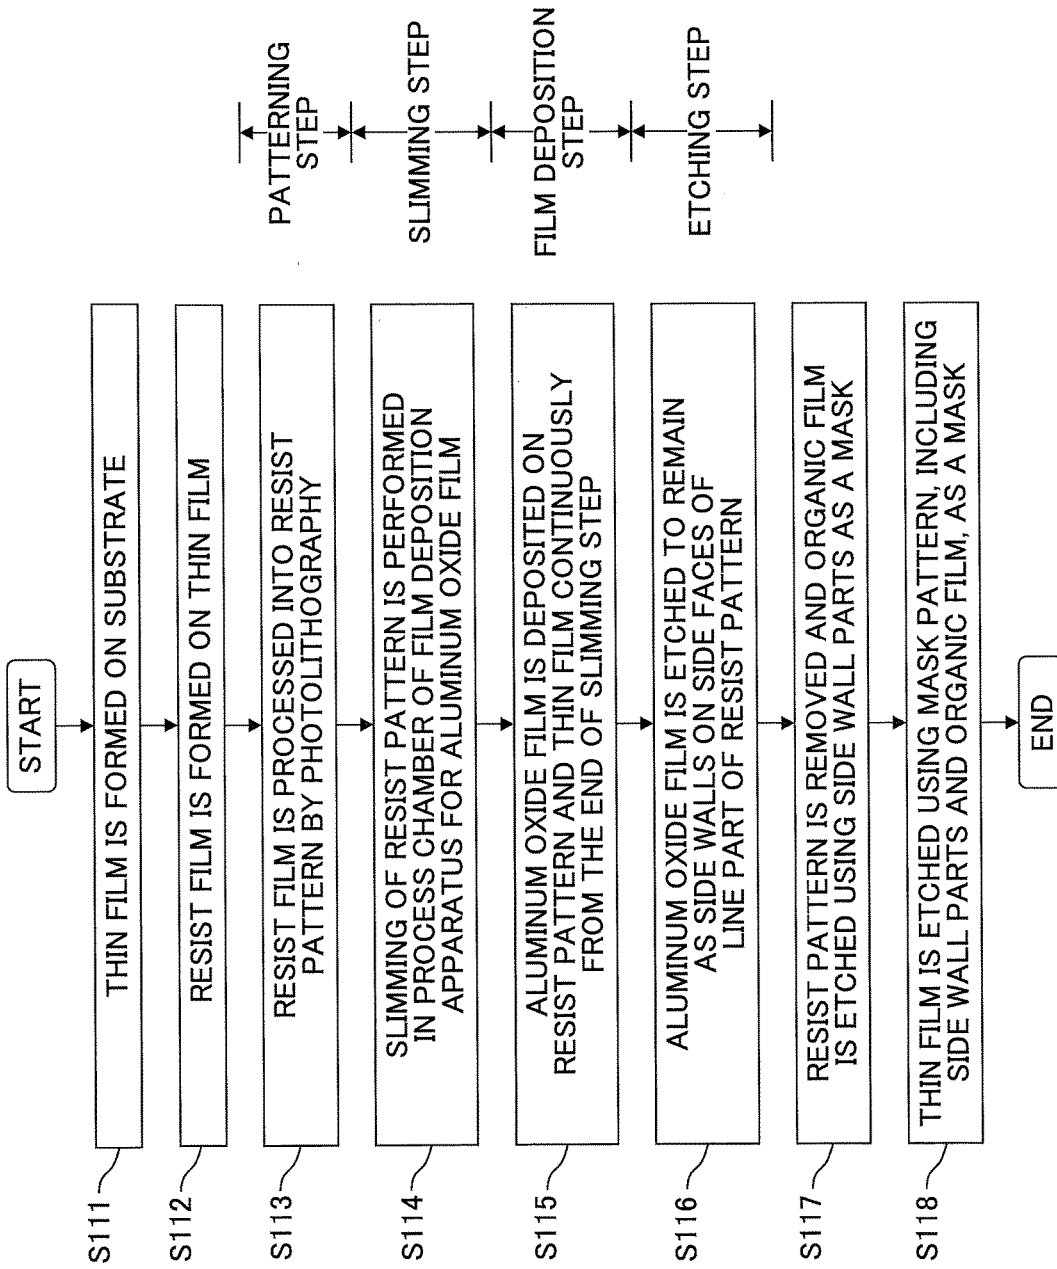 START
S111
THIN FILM IS FORMED ON SUBSTRATE
S112
RESIST FILM IS FORMED ON THIN FILM
S113
RESIST FILM IS PROCESSED INTO RESIST
PATTERN BY PHOTOLITHOGRAPHY
PATTERNING
STEP
S114
SLIMMING OF RESIST PATTERN IS PERFORMED
IN PROCESS CHAMBER OF FILM DEPOSITION
APPARATUS FOR ALUMINUM OXIDE FILM
SLIMMING STEP
S115
ALUMINUM OXIDE FILM IS DEPOSITED ON
RESIST PATTERN AND THIN FILM CONTINUOUSLY
FROM THE END OF SLIMMING STEP
FILM DEPOSITION
STEP
S116
ALUMINUM OXIDE FILM IS ETCHED TO REMAIN
AS SIDE WALLS ON SIDE FACES OF
LINE PART OF RESIST PATTERN
ETCHING STEP
S117
RESIST PATTERN IS REMOVED AND ORGANIC FILM
IS ETCHED USING SIDE WALL PARTS AS A MASK
S118
THIN FILM IS ETCHED USING MASK PATTERN, INCLUDING
SIDE WALL PARTS AND ORGANIC FILM, AS A MASK
END